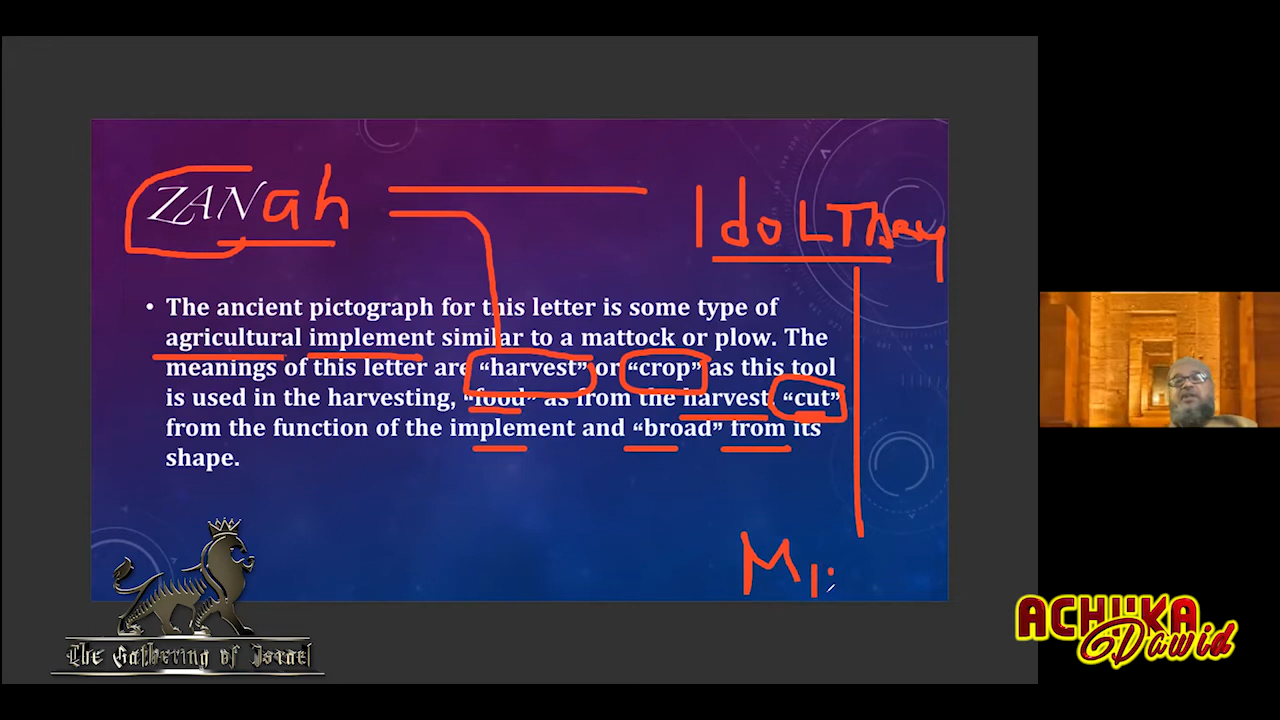 ZANah
IdoLTARY
• The ancient pictograph for this letter is some type of
agricultural implement similar to a mattock or plow. The
meanings of this letter are “harvest” or “crop” as this tool
is used in the harvesting, “food” as from the harvest, “cut”
from the function of the implement and “broad” from its
shape.
The Gathering of Israel
ACHIKA
Dawid